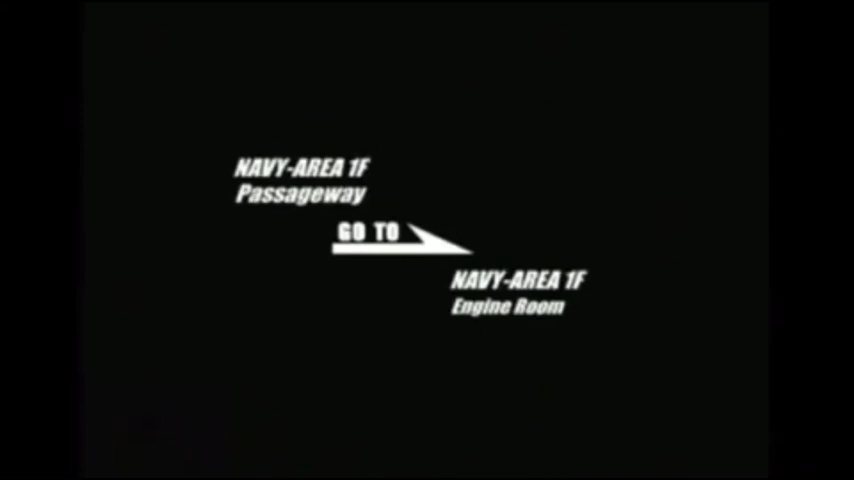 NAVY-AREA 1F
Passageway
GO TO
NAVY-AREA 1F
Engine Room